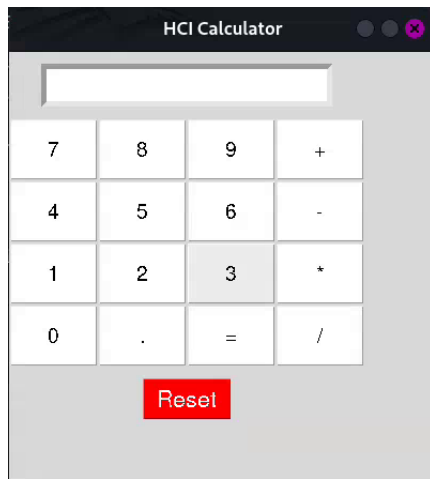 HCI Calculator
7 8 9 +
4 5 6 -
1 2 3 *
0 . = /
Reset